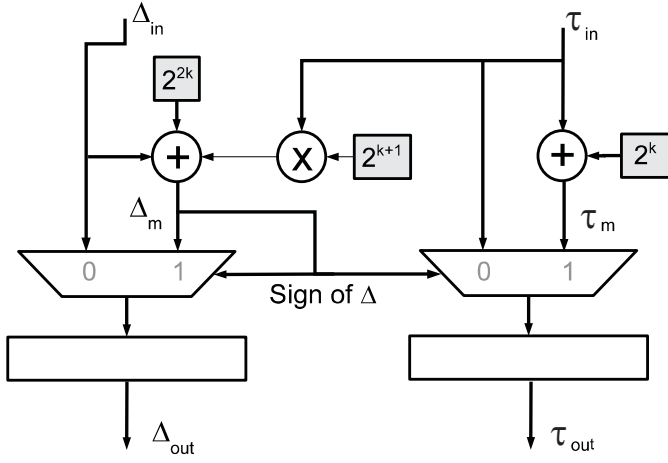 Δin
τin
2^2k
+
X
2^k+1
+
2^k
Δm
τm
0 1
0 1
Sign of Δ
Δout
τout